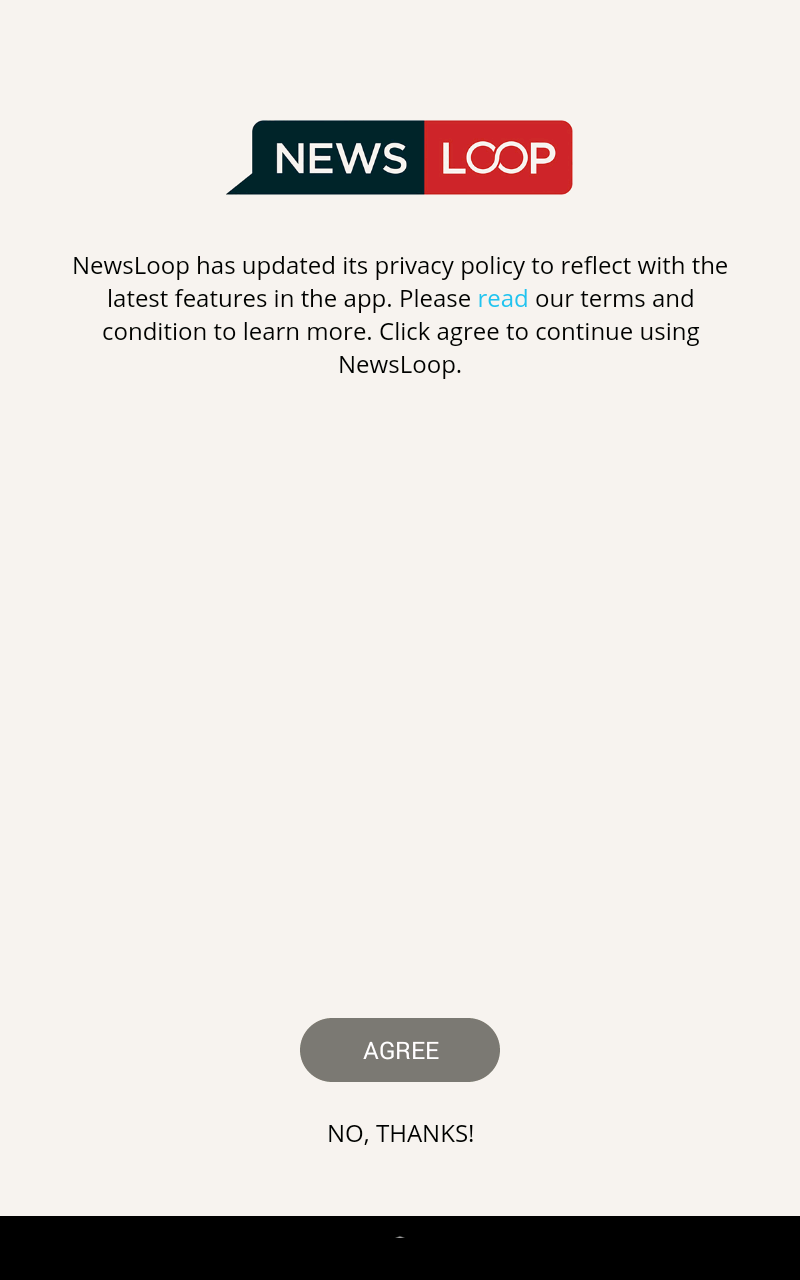 NEWS LOOP
NewsLoop has updated its privacy policy to reflect with the
latest features in the app. Please read our terms and
condition to learn more. Click agree to continue using
NewsLoop.
AGREE
NO, THANKS!